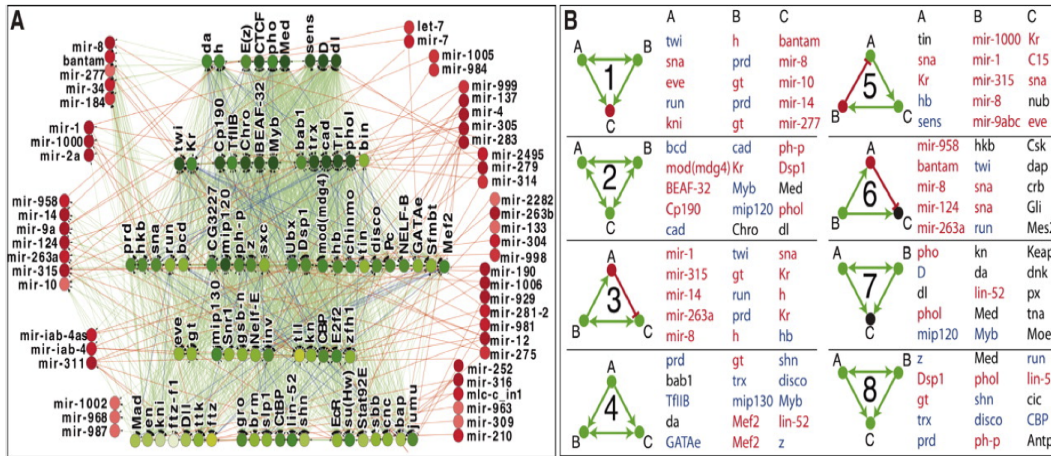 A
mir-8
bantam
mir-277
mir-34
mir-184
mir-1
mir-1000
mir-2a
mir-958
mir-14
mir-9a
mir-124
mir-263a
mir-315
mir-10
mir-iab-4as
mir-iab-4
mir-311
mir-1002
mir-968
mir-987
da h E(z) CTCF pho Med sens D dl
twi Kr Cp190 TfIIB Chro BEAF-32 Myb bab1 trx cad Trl phol bin
prd hkb sna run bcd CG3227 mip120 ph-p z sxc Ubx Dsp1 mod(mdg4) hb chinmo tin disco Pc NELF-B GATAe Sfmbt Mef2
eve gt mip130 Snr1 gsb-n Nelf-E inv tll kn CBP E2f2 zfh1
Mad en kni ftz-f1 Dll ttk ftz gro brm slp1 CtBP lin-52 shn EcR su(Hw) Stat92E sbb cnc bap jumu
let-7
mir-7
mir-1005
mir-984
mir-999
mir-137
mir-4
mir-305
mir-283
mir-2495
mir-279
mir-314
mir-2282
mir-263b
mir-133
mir-304
mir-998
mir-190
mir-1006
mir-929
mir-281-2
mir-981
mir-12
mir-275
mir-252
mir-316
mlc-c_in1
mir-963
mir-309
mir-210
B
A B C
A B 1 C
twi h bantam
sna prd mir-8
eve gt mir-10
run prd mir-14
kni gt mir-277
A B 2 C
bcd cad ph-p
mod(mdg4) Kr Dsp1
BEAF-32 Myb Med
Cp190 mip120 phol
cad Chro dl
A 3 B C
mir-1 twi sna
mir-315 gt Kr
mir-14 run h
mir-263a prd Kr
mir-8 h hb
A 4 B C
prd gt shn
bab1 trx disco
TfIIB mip130 Myb
da Mef2 lin-52
GATAe Mef2 z
A B C
A 5 B C
tin mir-1000 Kr
sna mir-1 C15
Kr mir-315 sna
hb mir-8 nub
sens mir-9abc eve
A 6 B C
mir-958 hkb Csk
bantam twi dap
mir-8 sna crb
mir-124 sna Gli
mir-263a run
A B 7 C
pho kn
D da dnk
dl lin-52 px
phol Med tna
mip120 Myb
A B 8 C
z Med run
Dsp1 phol
gt shn cic
trx disco CBP
prd ph-p